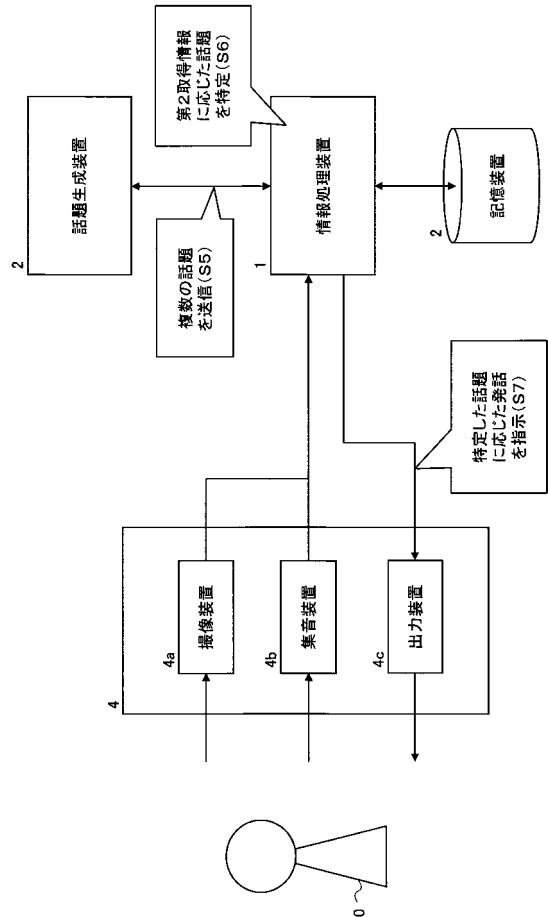 2
話題生成装置
複数の話題
を送信(S5)
第2取得情報
に応じた話題
を特定(S6)
1
情報処理装置
2
記憶装置
特定した話題
に応じた発話
を指示(S7)
4
4a
撮像装置
4b
集音装置
4c
出力装置
0